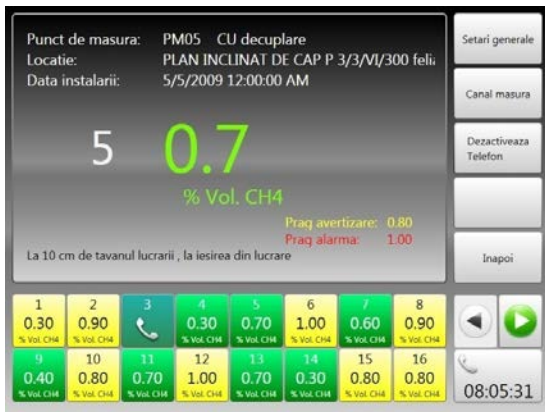 Punct de masura: PM05 CU decuplare
Locatie: PLAN INCLINAT DE CAP P 3/3/VI/300 felia
Data instalarii: 5/5/2009 12:00:00 AM
5 0.7
% Vol. CH4
Prag avertizare: 0.80
Prag alarma: 1.00
La 10 cm de tavanul lucrarii , la iesirea din lucrare
Setari generale
Canal masura
Dezactiveaza
Telefon
Inapoi
1 2 3 4 5 6 7 8
0.30 0.90 0.30 0.70 1.00 0.60 0.90
% Vol. CH4 % Vol. CH4 % Vol. CH4 % Vol. CH4 % Vol. CH4 % Vol. CH4 % Vol. CH4
9 10 11 12 13 14 15 16
0.40 0.80 0.70 1.00 0.70 0.30 0.80 0.80
% Vol. CH4 % Vol. CH4 % Vol. CH4 % Vol. CH4 % Vol. CH4 % Vol. CH4 % Vol. CH4 % Vol. CH4
08:05:31